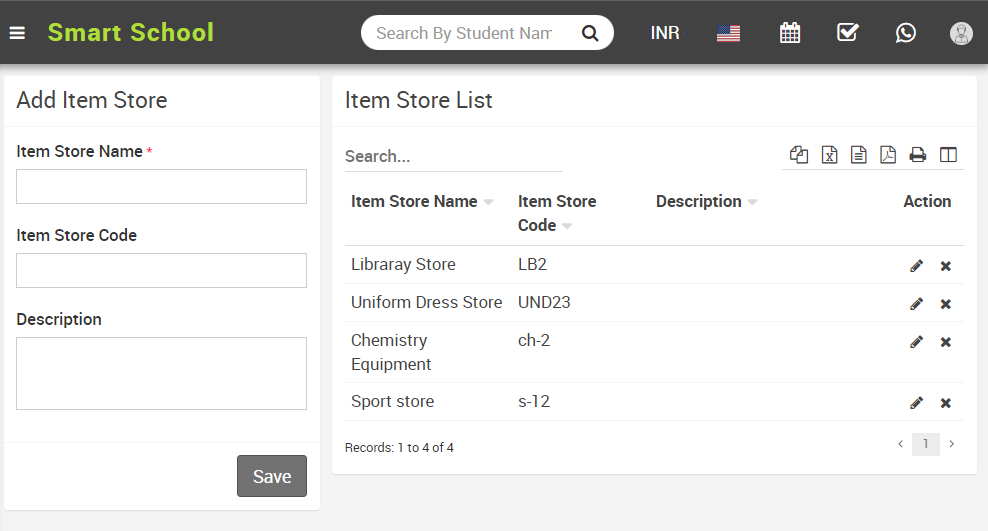 Smart School
Search By Student Nam
INR
Add Item Store
Item Store Name *
Item Store Code
Description
Save
Item Store List
Search...
Item Store Name Item Store Code Description Action
Libraray Store LB2
Uniform Dress Store UND23
Chemistry Equipment ch-2
Sport store s-12
Records: 1 to 4 of 4
1